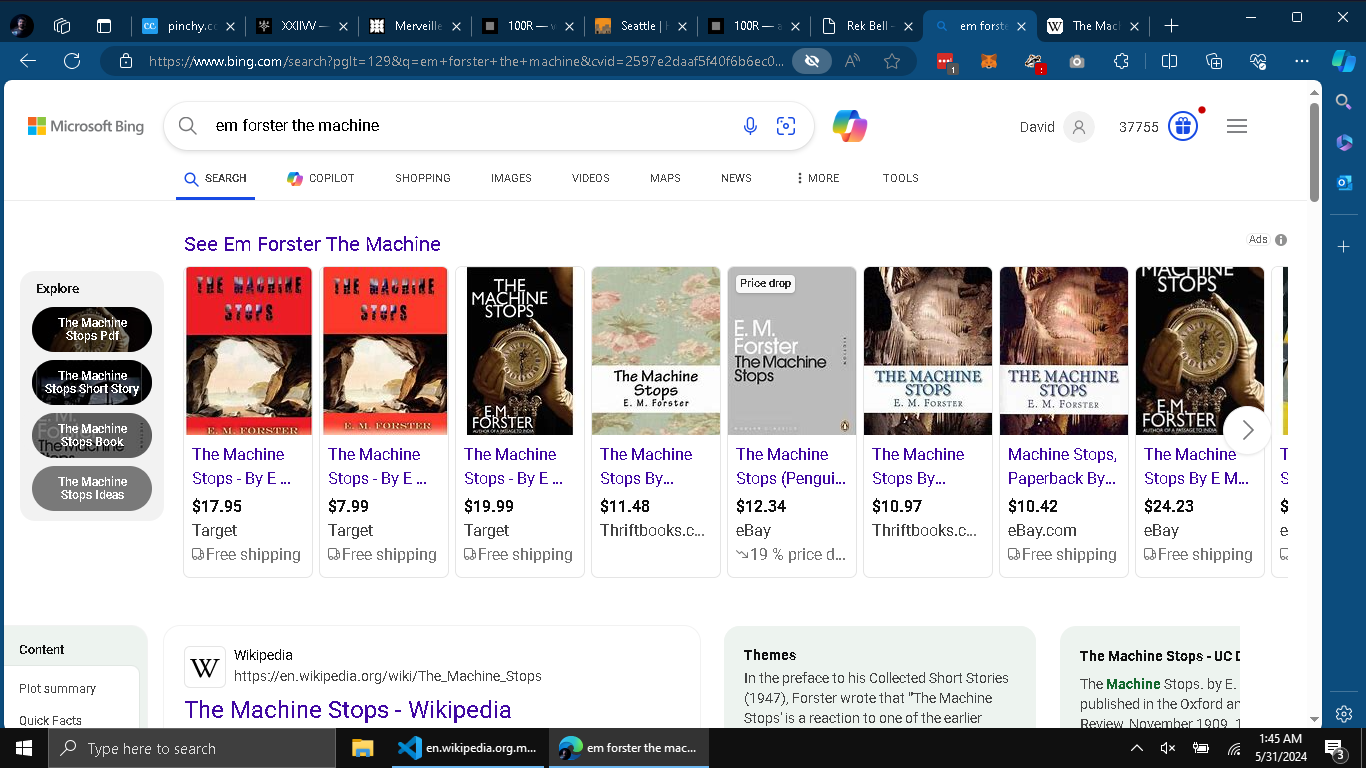 pinchy.cc
XXIIVV —
Merveille
100R — v
Seattle | H
100R — a
Rek Bell -
em forste
The Mach
https://www.bing.com/search?pglt=129&q=em+forster+the+machine&cvid=2597e2daaf5f40f6b6ec0...
1
Microsoft Bing
em forster the machine
David
37755
SEARCH
COPILOT
SHOPPING
IMAGES
VIDEOS
MAPS
NEWS
MORE
TOOLS
See Em Forster The Machine
Ads
Explore
The Machine
Stops Pdf
The Machine
Stops Short Story
The Machine
Stops Book
The Machine
Stops Ideas
THE MACHINE
STOPS
E. M. FORSTER
The Machine
Stops - By E ...
$17.95
Target
Free shipping
THE MACHINE
STOPS
E. M. FORSTER
The Machine
Stops - By E ...
$7.99
Target
Free shipping
THE
MACHINE
STOPS
E.M.
FORSTER
AUTHOR OF A PASSAGE TO INDIA
The Machine
Stops - By E ...
$19.99
Target
Free shipping
The Machine
Stops
E. M. Forster
The Machine
Stops By...
$11.48
Thriftbooks.c...
Price drop
E. M.
Forster
The Machine
Stops
FICTION
MODERN CLASSICS
The Machine
Stops (Pengui...
$12.34
eBay
19 % price d...
THE MACHINE
STOPS
E. M. FORSTER
The Machine
Stops By...
$10.97
Thriftbooks.c...
THE MACHINE
STOPS
E. M. FORSTER
Machine Stops,
Paperback By...
$10.42
eBay.com
Free shipping
MACHINE
STOPS
E.M.
FORSTER
AUTHOR OF A PASSAGE TO INDIA
The Machine
Stops By E M...
$24.23
eBay
Free shipping
Content
Plot summary
Quick Facts
W
Wikipedia
https://en.wikipedia.org/wiki/The_Machine_Stops
The Machine Stops - Wikipedia
Themes
In the preface to his Collected Short Stories
(1947), Forster wrote that "'The Machine
Stops' is a reaction to one of the earlier
The Machine Stops - UC D
The Machine Stops. by E.
published in the Oxford an
Review, November 1909, 1
Type here to search
en.wikipedia.org.m...
em forster the mac...
1:45 AM
5/31/2024
3